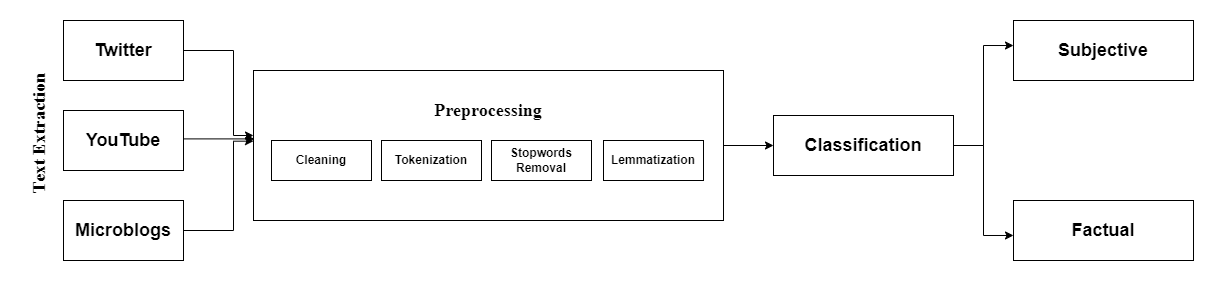 Text Extraction
Twitter
YouTube
Microblogs
Preprocessing
Cleaning
Tokenization
Stopwords
Removal
Lemmatization
Classification
Subjective
Factual